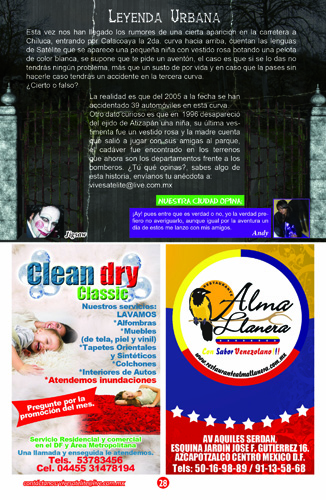 Leyenda Urbana
Esta vez nos han llegado los rumores de una cierta aparición en la carretera a
Chiluca, entrando por Calacoaya la 2da. curva hacia arriba, cuentan las lenguas
de Satélite que se aparece una pequeña niña con vestido rosa botando una pelota
de color blanca, se supone que te pide un aventón, el caso es que si se lo das no
tendrás ningún problema, más que un susto de por vida y en caso que la pases sin
hacerle caso tendrás un accidente en la tercera curva.
¿Cierto o falso?
La realidad es que del 2005 a la fecha se han
accidentado 39 automóviles en esta curva.
Otro dato curioso es que en 1996 desapareció
del ejido de Atizapán una niña, su última ves-
timenta fue un vestido rosa y la madre cuenta
que salió a jugar con sus amigas al parque,
el cadáver fue encontrado en los terrenos
que ahora son los departamentos frente a los
bomberos. ¿Tú qué opinas?, sabes algo de
esta historia, envíanos tu anécdota a:
vivesatelite@live.com.mx
NUESTRA CIUDAD OPINA
¡Ay! pues entre que es verdad o no, yo la verdad pre-
fiero no averiguarlo, aunque igual por la aventura un
día de estos me lanzo con mis amigos.
Andy
Jigsaw
Clean dry
Classic
Nuestros servicios:
LAVAMOS
*Alfombras
*Muebles
(de tela, piel y vinil)
*Tapetes Orientales
y Sintéticos
*Colchones
*Interiores de Autos
*Atendemos inundaciones
Pregunte por la
promoción del mes.
Servicio Residencial y comercial
en el DF y Área Metropolitana
Una llamada y enseguida le atendemos.
Tels. 53783456
Cel. 04455 31478194
RESTAURANTE
Alma
Llanera
Con Sabor Venezolano !!
www.restaurantealmallanera.com.mx
AV AQUILES SERDAN,
ESQUINA JARDÍN JOSE F. GUTIERREZ 16,
AZCAPOTZALCO CENTRO MEXICO D.F.
Tels: 50-16-98-89 / 91-13-58-68
contáctanos:vivesatelite@live.com.mx
28